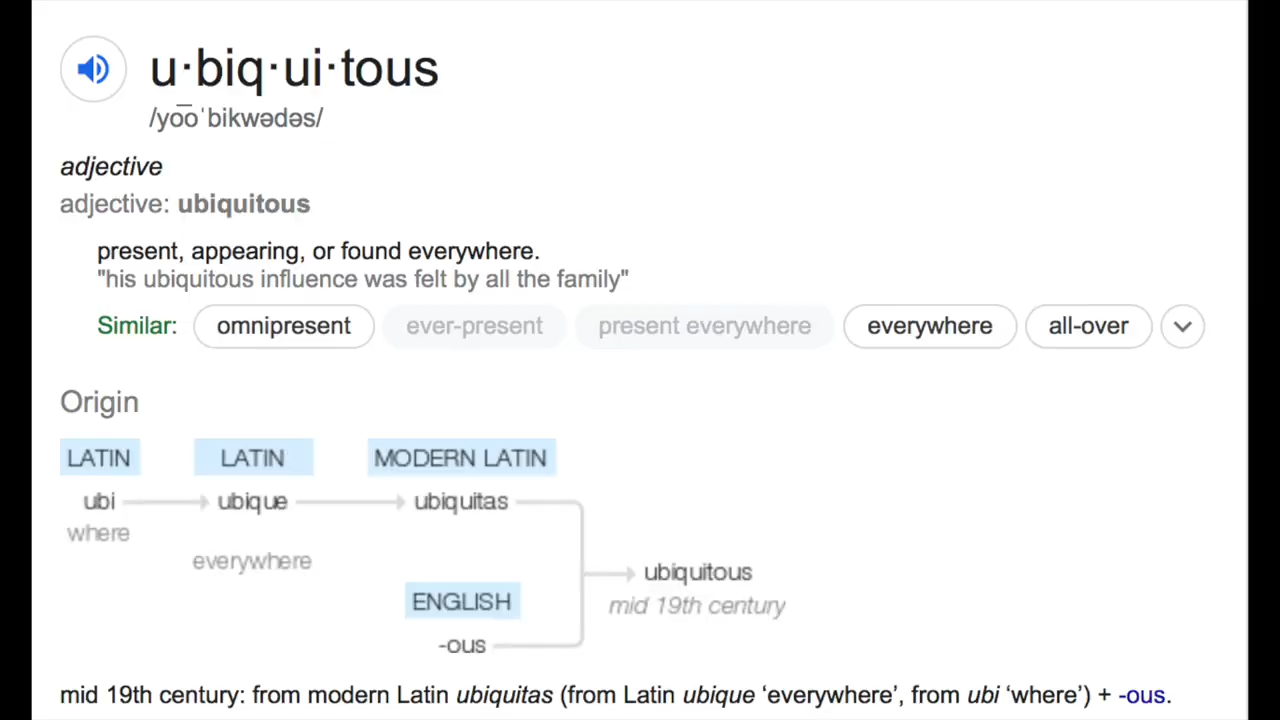 u·biq·ui·tous
/yo͞oˈbikwədəs/
adjective
adjective: ubiquitous
present, appearing, or found everywhere.
"his ubiquitous influence was felt by all the family"
Similar: omnipresent ever-present present everywhere everywhere all-over
Origin
LATIN LATIN MODERN LATIN
ubi ubique ubiquitas
where
everywhere
ubiquitous
ENGLISH
mid 19th century
-ous
mid 19th century: from modern Latin ubiquitas (from Latin ubique ‘everywhere’, from ubi ‘where’) + -ous.